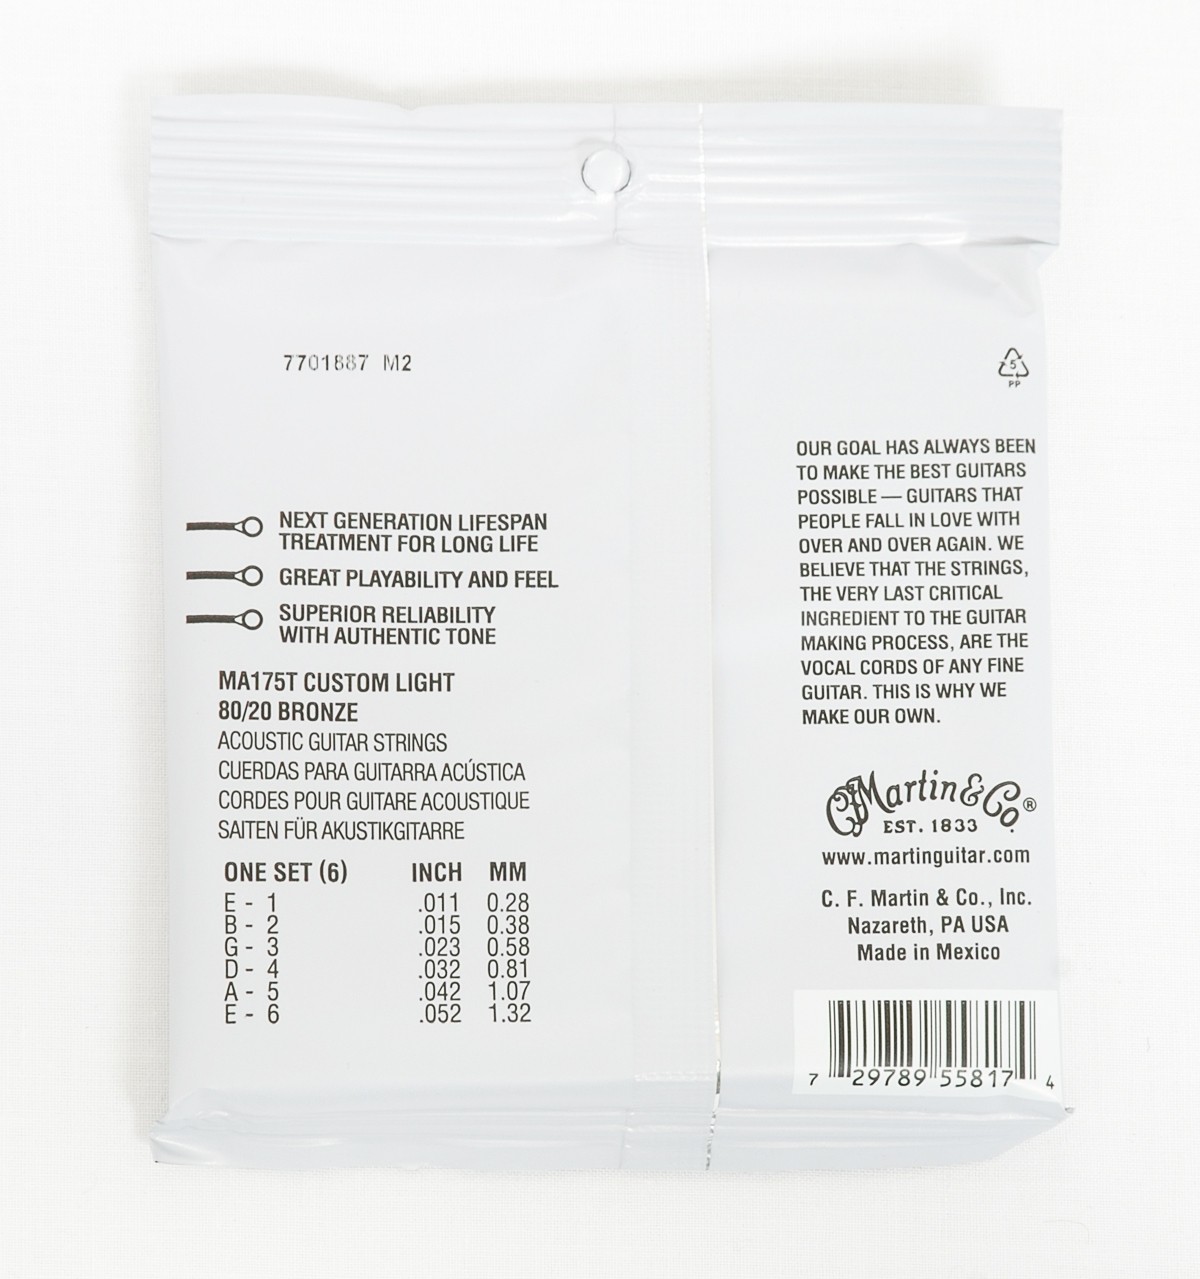 7701887 M2
NEXT GENERATION LIFESPAN
TREATMENT FOR LONG LIFE
GREAT PLAYABILITY AND FEEL
SUPERIOR RELIABILITY
WITH AUTHENTIC TONE
MA175T CUSTOM LIGHT
80/20 BRONZE
ACOUSTIC GUITAR STRINGS
CUERDAS PARA GUITARRA ACÚSTICA
CORDES POUR GUITARE ACOUSTIQUE
SAITEN FÜR AKUSTIKGITARRE
ONE SET (6) INCH MM
E - 1 .011 0.28
B - 2 .015 0.38
G - 3 .023 0.58
D - 4 .032 0.81
A - 5 .042 1.07
E - 6 .052 1.32
5
PP
OUR GOAL HAS ALWAYS BEEN
TO MAKE THE BEST GUITARS
POSSIBLE — GUITARS THAT
PEOPLE FALL IN LOVE WITH
OVER AND OVER AGAIN. WE
BELIEVE THAT THE STRINGS,
THE VERY LAST CRITICAL
INGREDIENT TO THE GUITAR
MAKING PROCESS, ARE THE
VOCAL CORDS OF ANY FINE
GUITAR. THIS IS WHY WE
MAKE OUR OWN.
CF Martin & Co.®
EST. 1833
www.martinguitar.com
C. F. Martin & Co., Inc.
Nazareth, PA USA
Made in Mexico
7 29789 55817 4